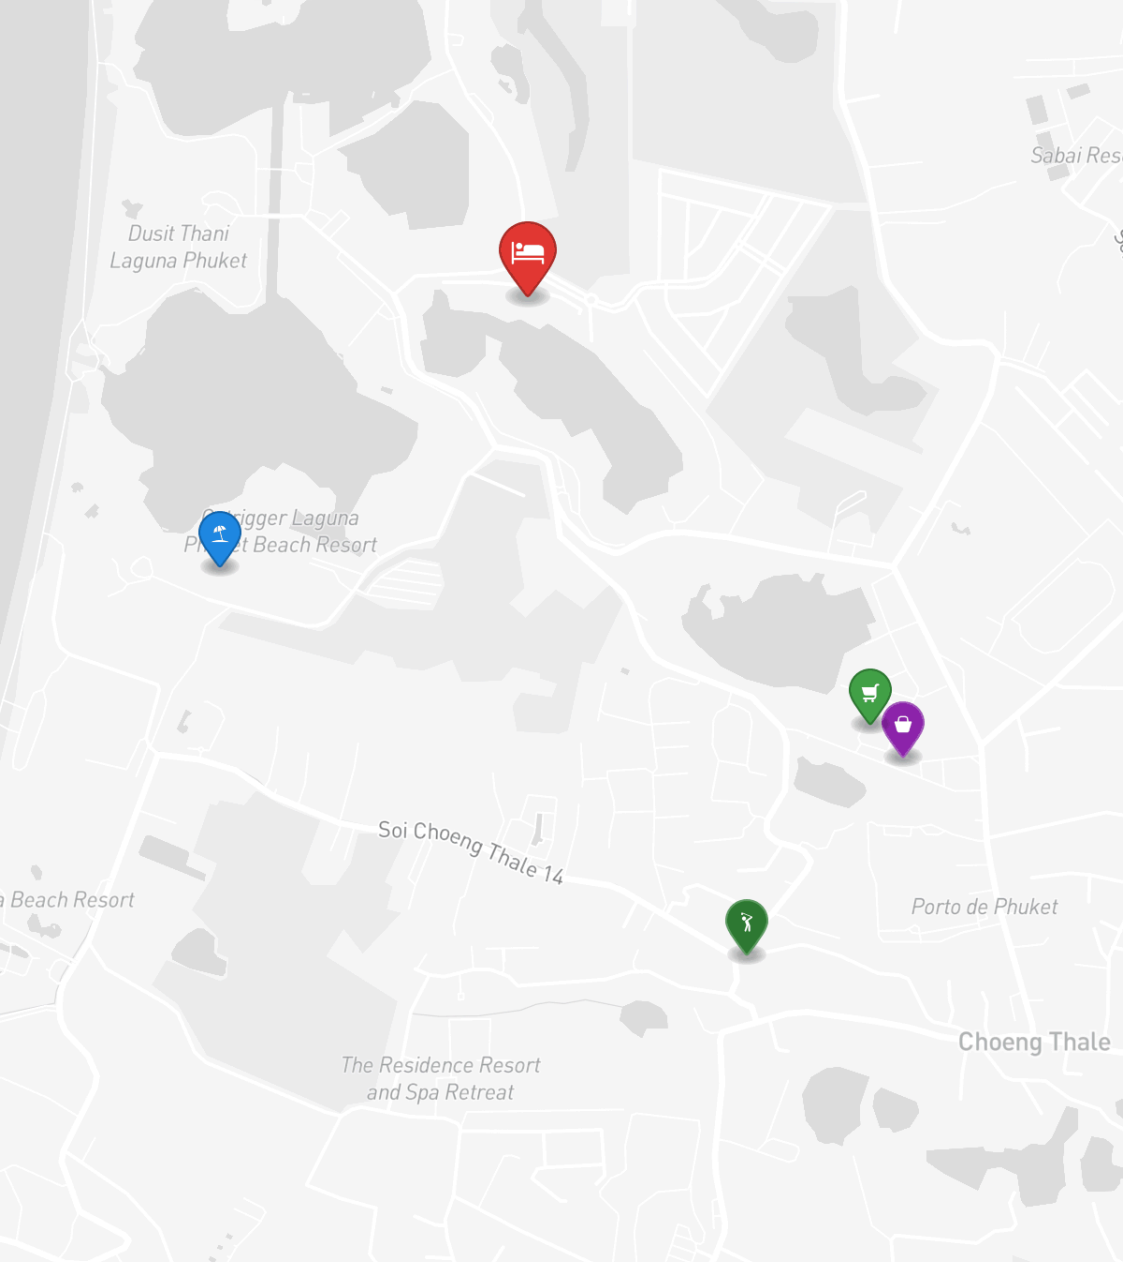 Sabai Res
Dusit Thani
Laguna Phuket
Laguna
Beach Resort
Soi Choeng Thale 14
a Beach Resort
Porto de Phuket
Choeng Thale
The Residence Resort
and Spa Retreat